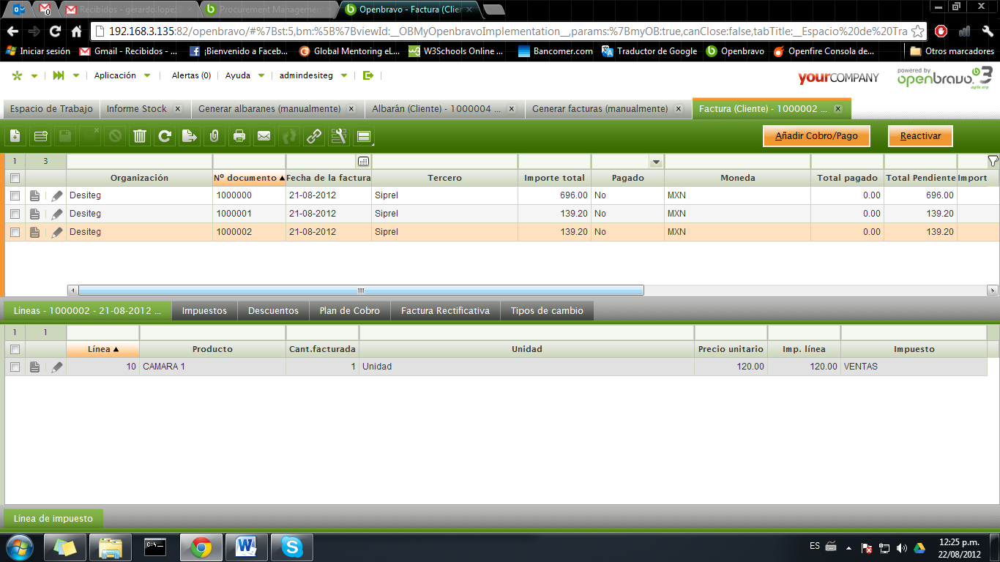 Recibidos - gerardo.lopez
Procurement Management
Openbravo - Factura (Clier
192.168.3.135:82/openbravo/#%7Bst:5,bm:%5B%7BviewId:__OBMyOpenbravoImplementation__,params:%7BmyOB:true,canClose:false,tabTitle:__Espacio%20de%20Tra
Iniciar sesión
Gmail - Recibidos - ...
¡Bienvenido a Faceb...
Global Mentoring eL...
W3Schools Online ...
Bancomer.com
Traductor de Google
Openbravo
Openfire Consola de...
Otros marcadores
Aplicación
Alertas (0)
Ayuda
admindesiteg
yourCOMPANY
powered by
openbravo 3
agile erp
Espacio de Trabajo
Informe Stock
Generar albaranes (manualmente)
Albarán (Cliente) - 1000004 ...
Generar facturas (manualmente)
Factura (Cliente) - 1000002 ...
Añadir Cobro/Pago
Reactivar
1 3
Organización Nº documento Fecha de la factura Tercero Importe total Pagado Moneda Total pagado Total Pendiente Import
Desiteg 1000000 21-08-2012 Siprel 696.00 No MXN 0.00 696.00
Desiteg 1000001 21-08-2012 Siprel 139.20 No MXN 0.00 139.20
Desiteg 1000002 21-08-2012 Siprel 139.20 No MXN 0.00 139.20
Líneas - 1000002 - 21-08-2012 ...
Impuestos
Descuentos
Plan de Cobro
Factura Rectificativa
Tipos de cambio
1 1
Línea Producto Cant.facturada Unidad Precio unitario Imp. línea Impuesto
10 CAMARA 1 1 Unidad 120.00 120.00 VENTAS
Línea de impuesto
ES
12:25 p.m.
22/08/2012